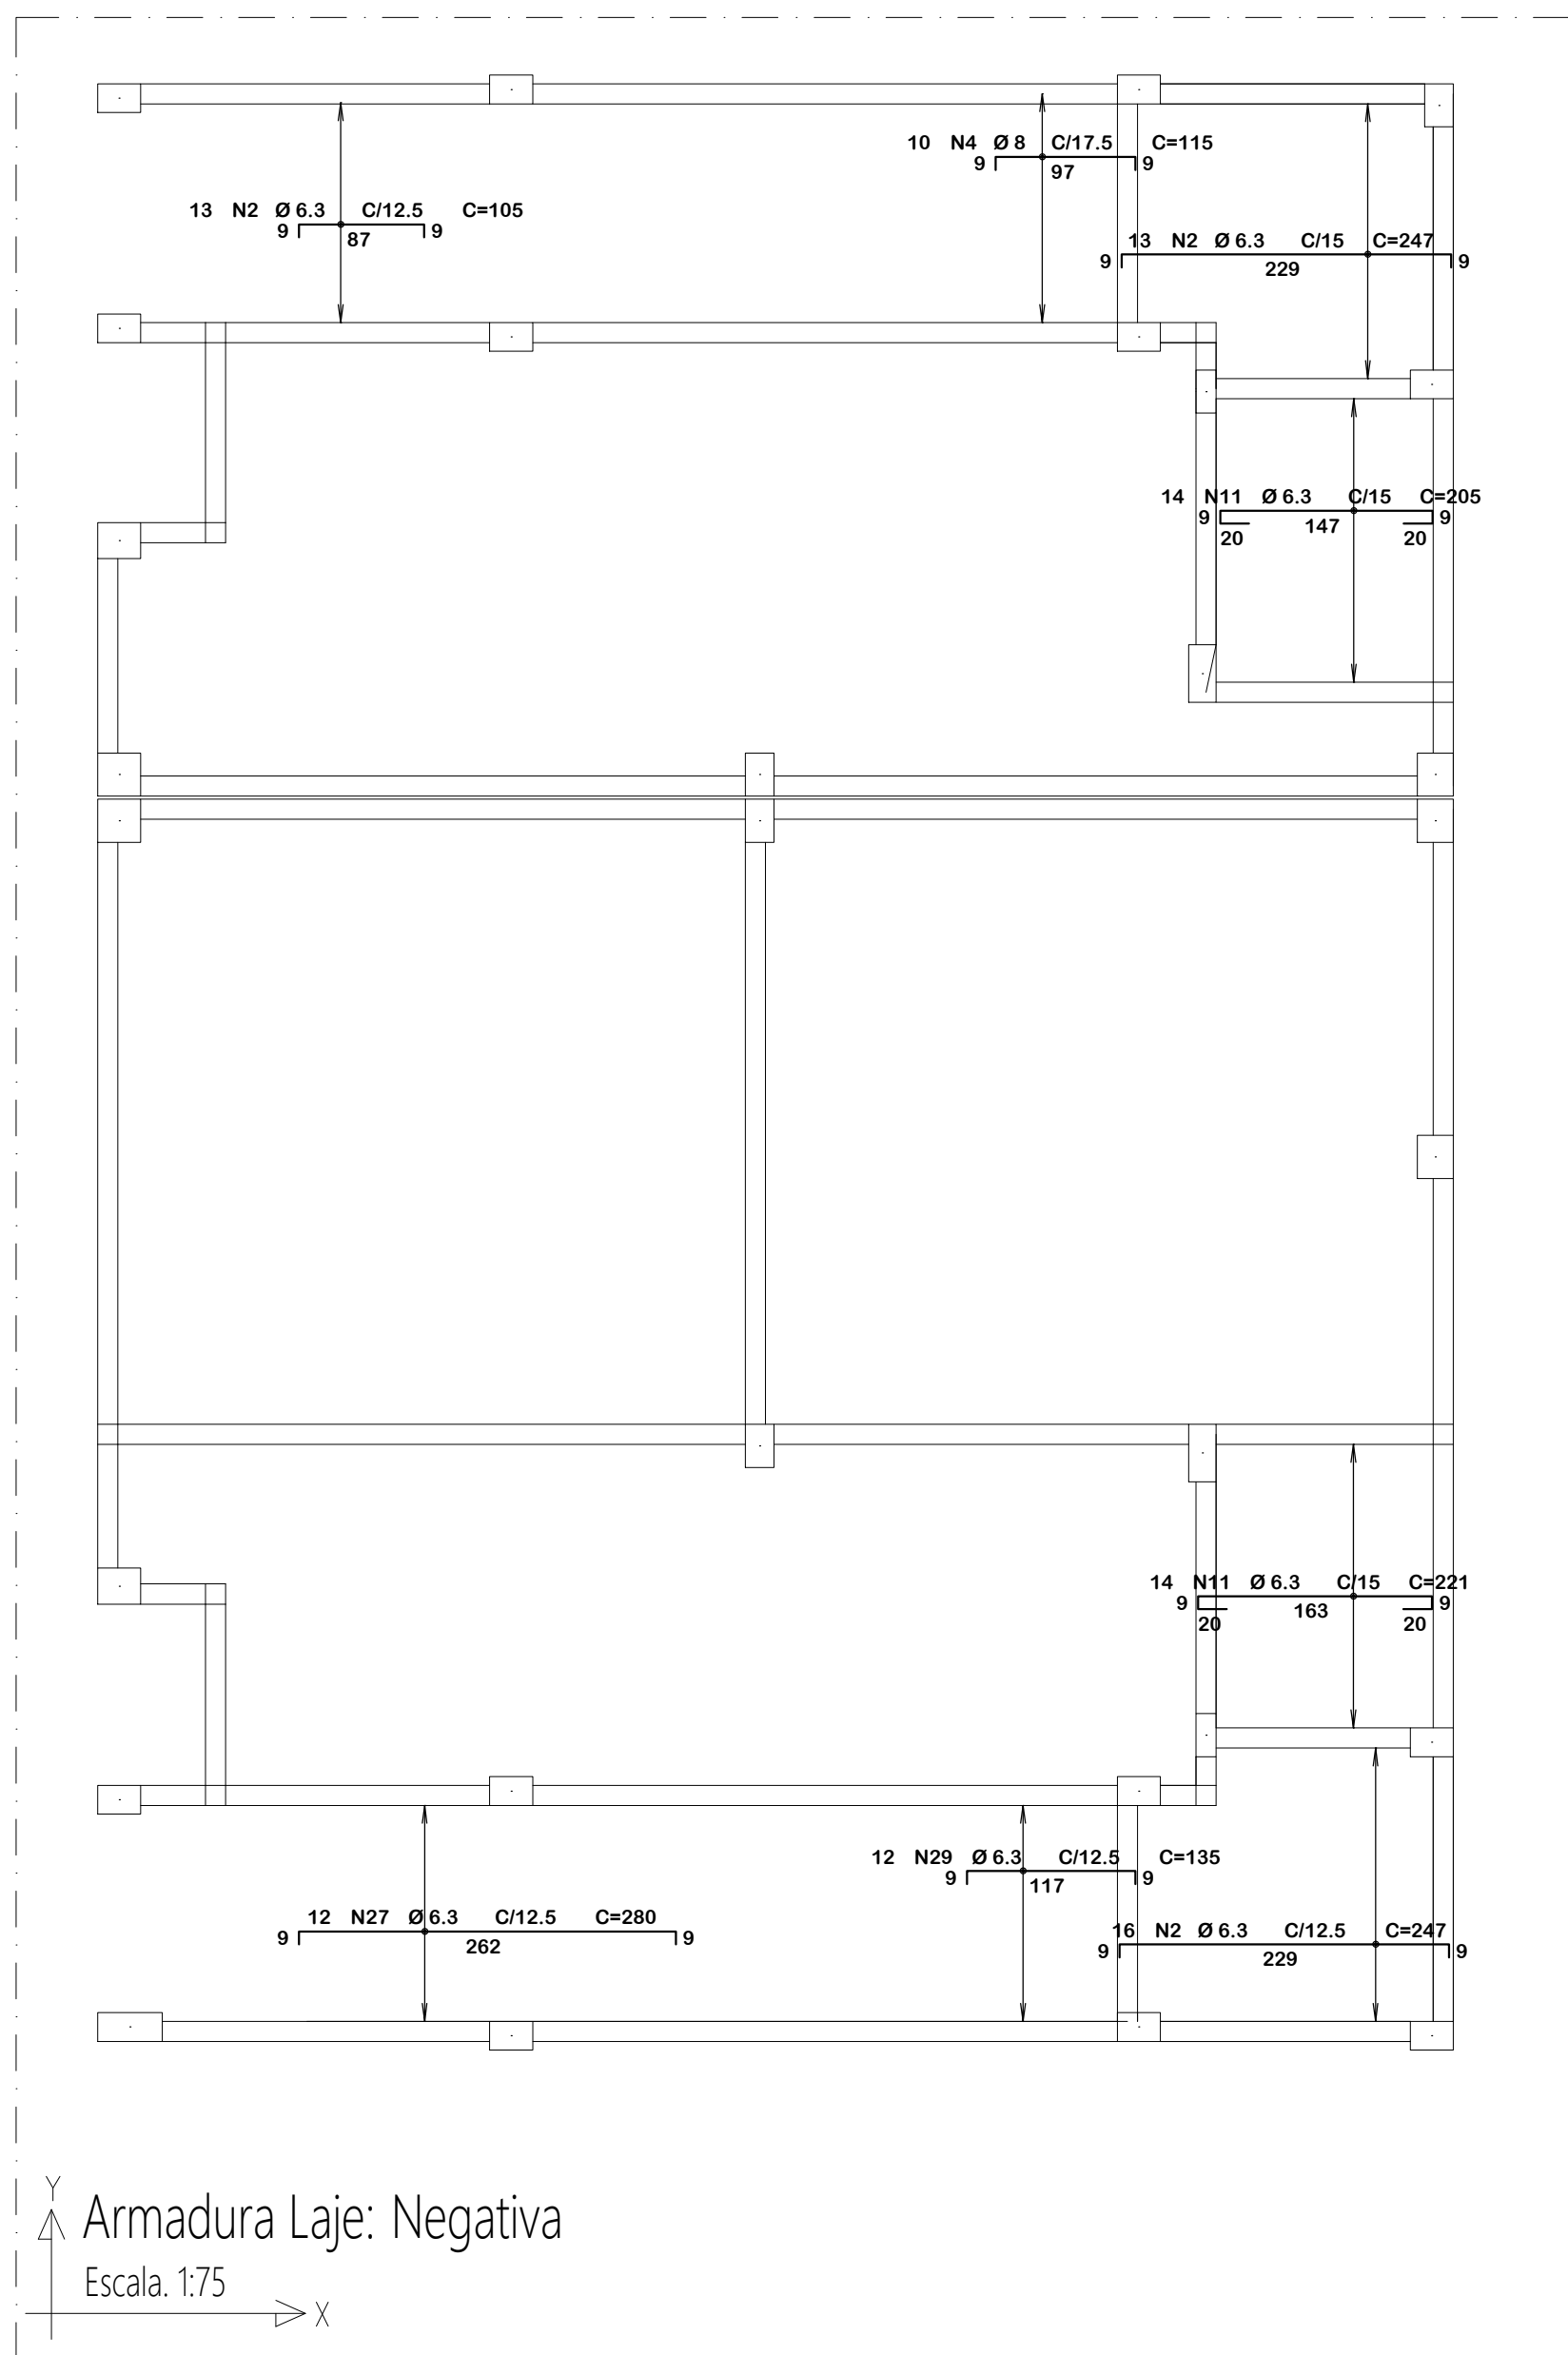 10 N4 Ø 8 C/17.5 C=115
9 97 9
13 N2 Ø 6.3 C/12.5 C=105
9 87 9
13 N2 Ø 6.3 C/15 C=247
9 229 9
14 N11 Ø 6.3 C/15 C=205
9 147 9
20 20
14 N11 Ø 6.3 C/15 C=221
9 163 9
20 20
12 N29 Ø 6.3 C/12.5 C=135
9 117 9
12 N27 Ø 6.3 C/12.5 C=280
9 262 9
16 N2 Ø 6.3 C/12.5 C=247
9 229 9
Y
Armadura Laje: Negativa
Escala. 1:75
X